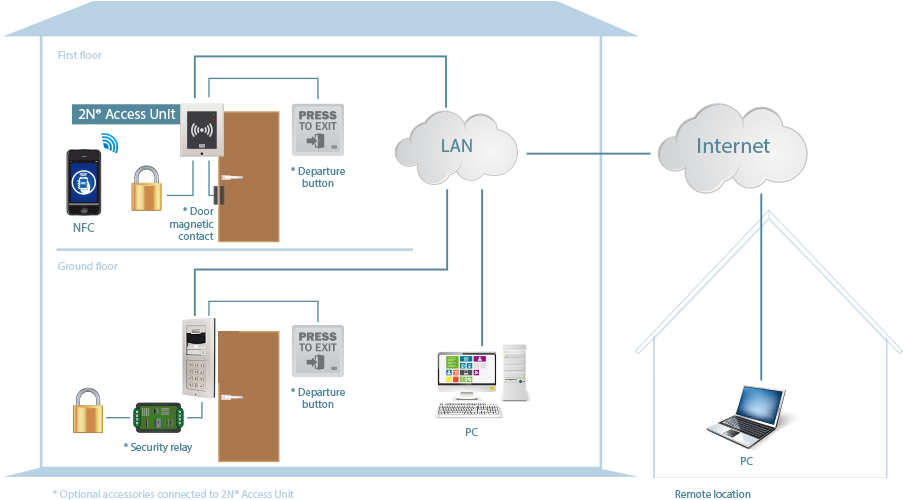 First floor
2N® Access Unit
PRESS
TO EXIT
LAN
Internet
* Departure
button
NFC
* Door
magnetic
contact
Ground floor
PRESS
TO EXIT
* Departure
button
* Security relay
PC
PC
* Optional accessories connected to 2N® Access Unit
Remote location